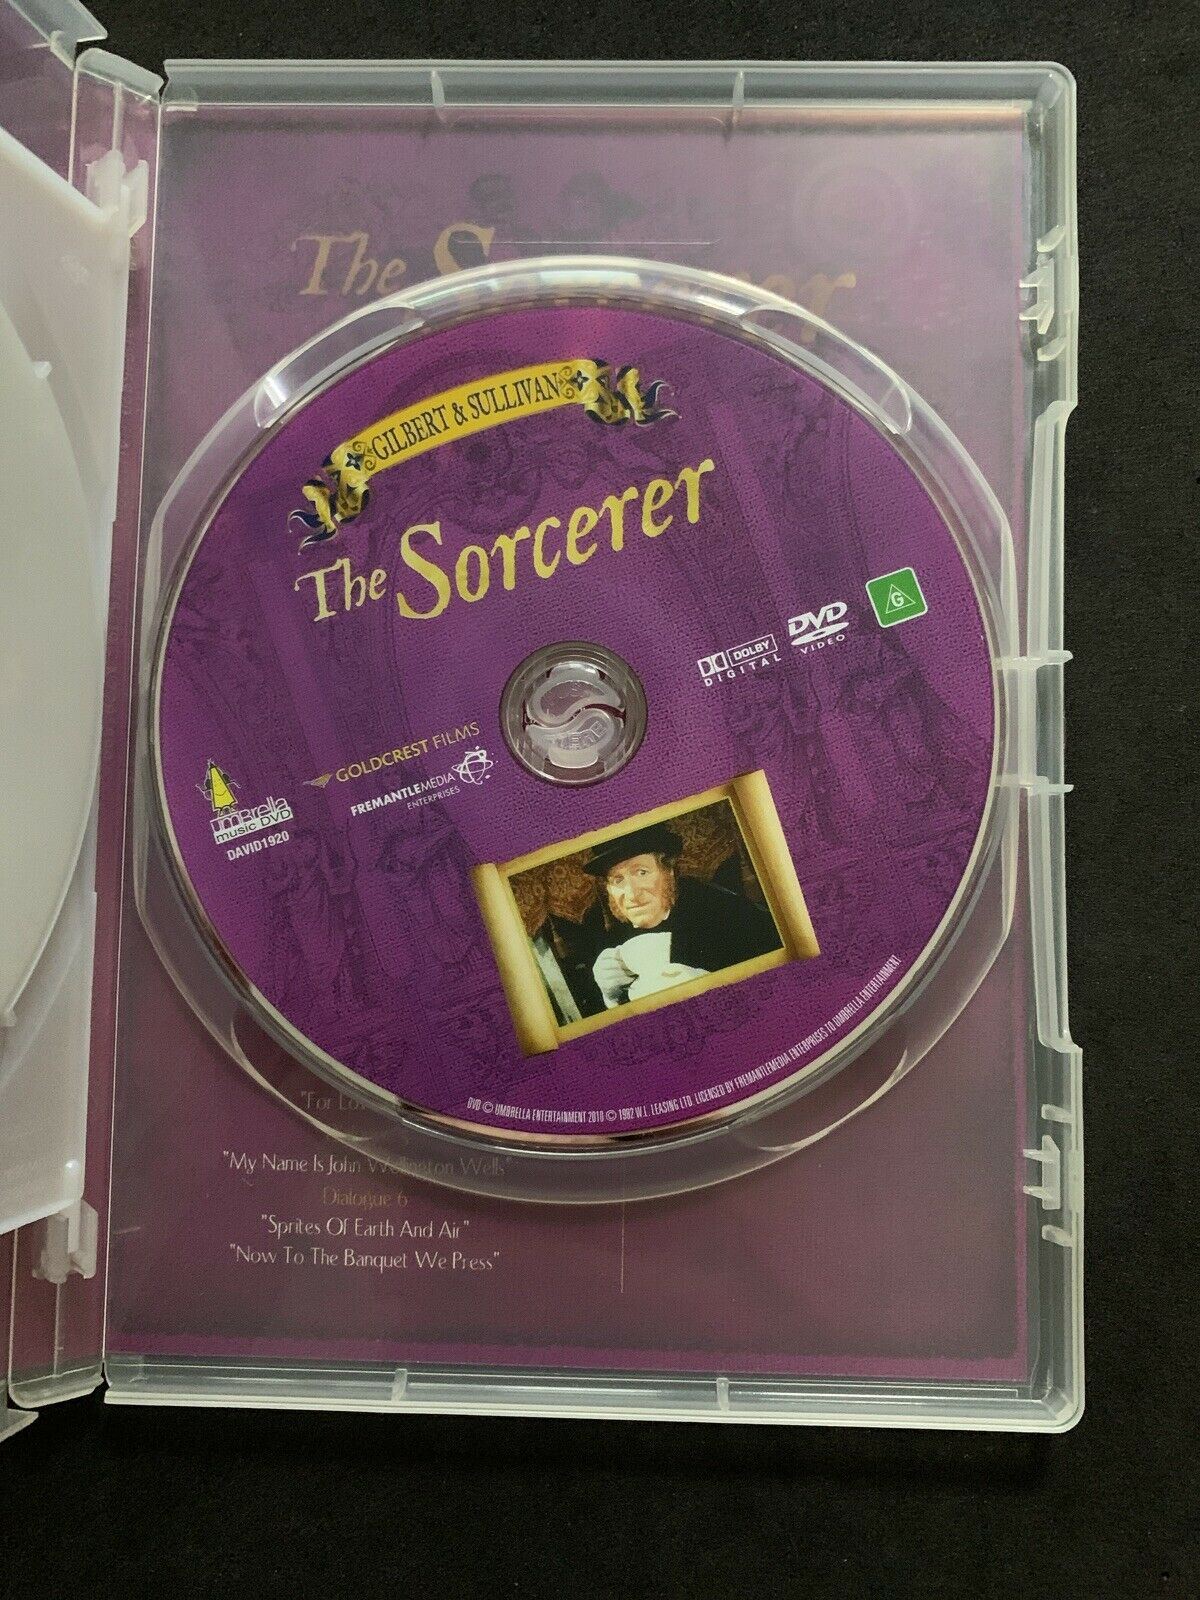 The Sorcerer
GILBERT & SULLIVAN
The Sorcerer
G
DOLBY
DIGITAL
DVD
VIDEO
GOLDCREST FILMS
FREMANTLEMEDIA
ENTERPRISES
umbrella
music DVD
DAVID1920
DVD © UMBRELLA ENTERTAINMENT 2010 © 1982 W.L. LEASING LTD. LICENSED BY FREMANTLEMEDIA ENTERPRISES TO UMBRELLA ENTERTAINMENT
"For
"My Name Is John Wellington Wells"
Dialogue 6
"Sprites Of Earth And Air"
"Now To The Banquet We Press"